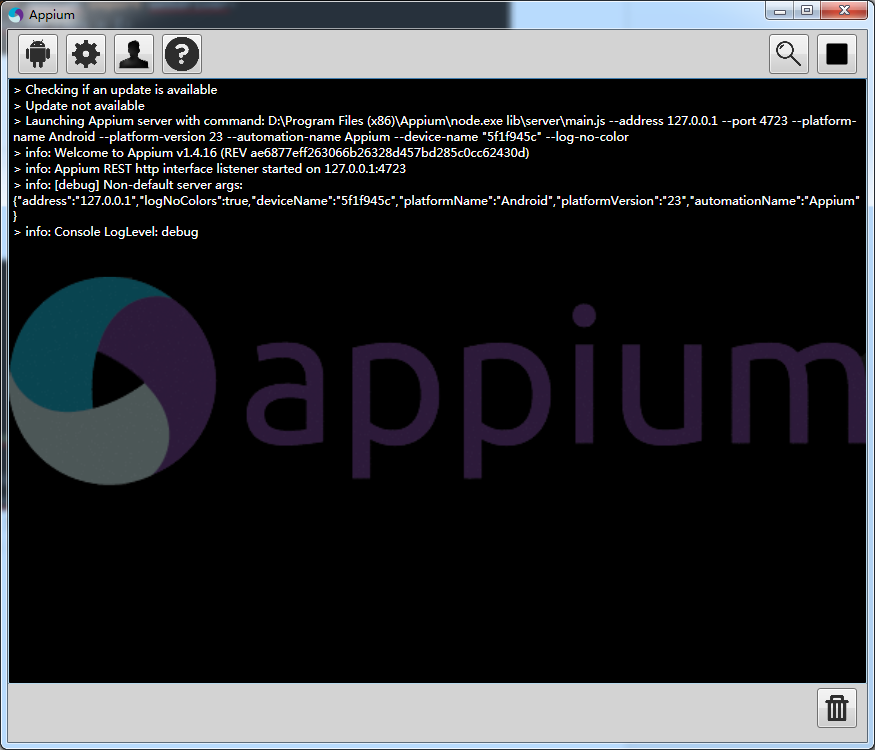 Appium
> Checking if an update is available
> Update not available
> Launching Appium server with command: D:\Program Files (x86)\Appium\node.exe lib\server\main.js --address 127.0.0.1 --port 4723 --platform-
name Android --platform-version 23 --automation-name Appium --device-name "5f1f945c" --log-no-color
> info: Welcome to Appium v1.4.16 (REV ae6877eff263066b26328d457bd285c0cc62430d)
> info: Appium REST http interface listener started on 127.0.0.1:4723
> info: [debug] Non-default server args:
{"address":"127.0.0.1","logNoColors":true,"deviceName":"5f1f945c","platformName":"Android","platformVersion":"23","automationName":"Appium"
}
> info: Console LogLevel: debug
appium